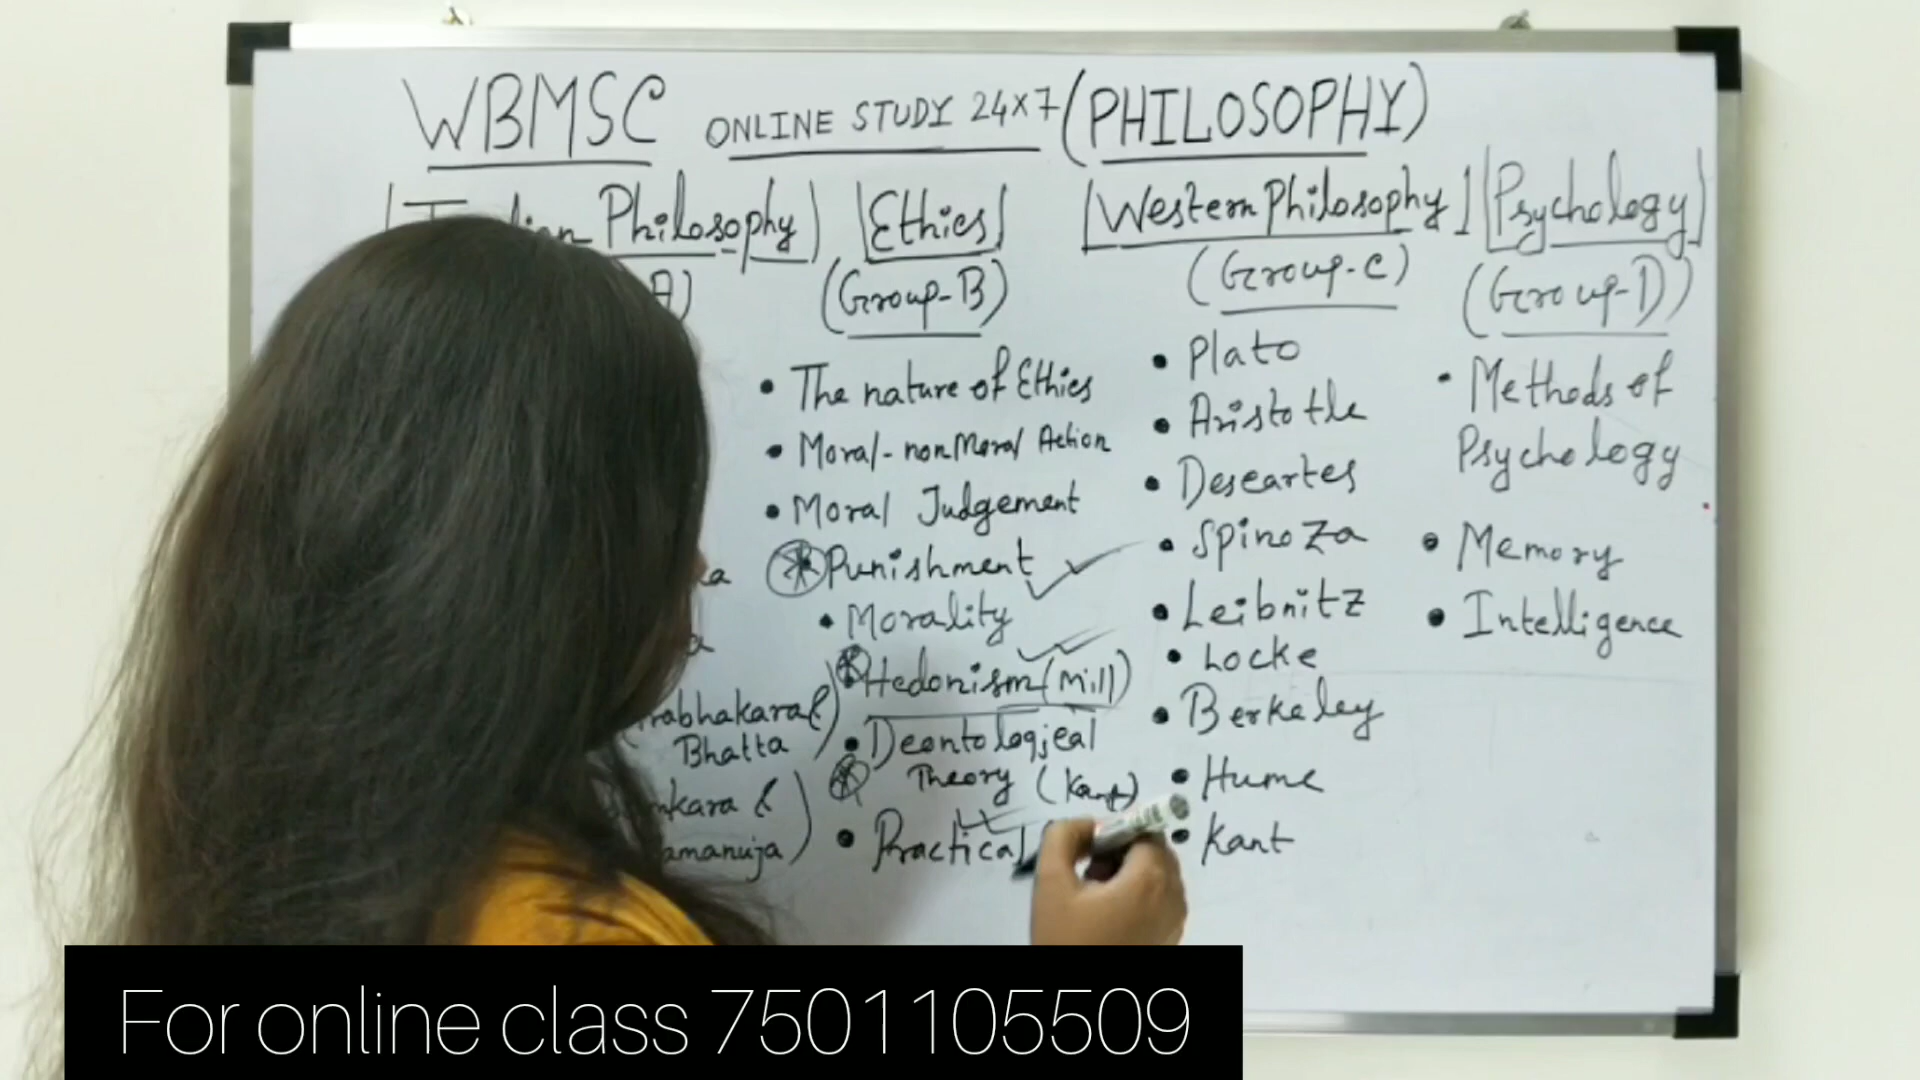 WBMSC ONLINE STUDY 24x7 (PHILOSOPHY)
Philosophy
A)
a
Prabhakara &
Bhatta
&
Ethics
(Group-B)
• The nature of Ethics
• Moral-nonMoral Action
• Moral Judgement
Punishment
• Morality
Hedonism (Mill)
• Deontological
Theory (Kant)
• Practical
Western Philosophy
(Group-C)
• Plato
• Aristotle
• Descartes
• Spinoza
• Leibnitz
• Locke
• Berkeley
• Hume
• Kant
Psychology
(Group-D)
• Methods of
Psychology
• Memory
• Intelligence
For online class 7501105509